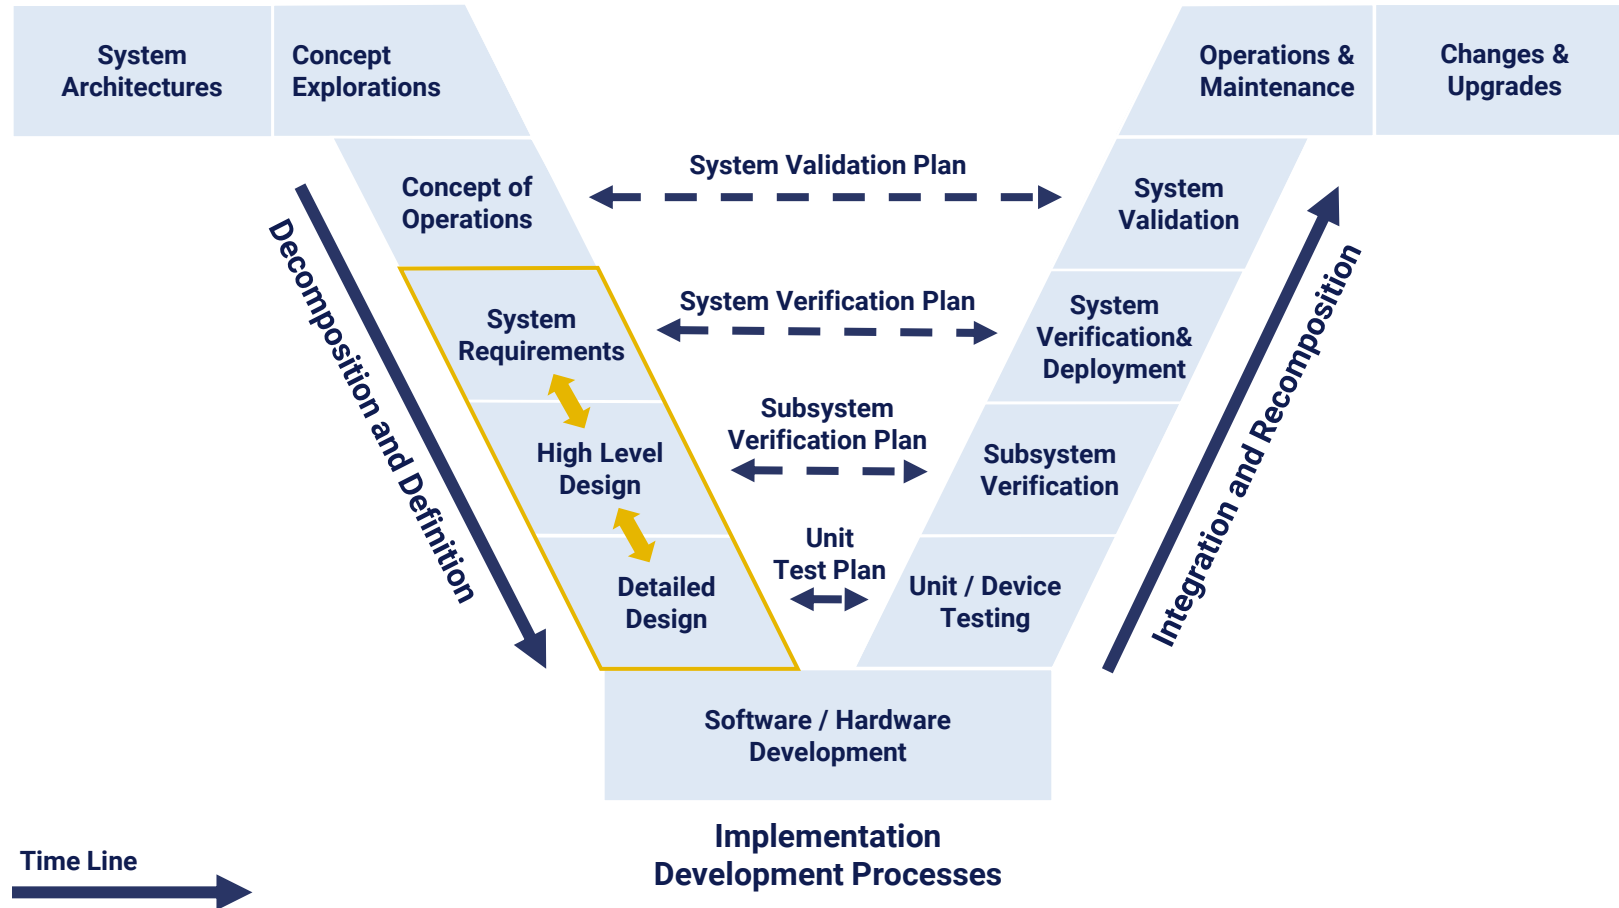 System
Architectures
Concept
Explorations
Operations &
Maintenance
Changes &
Upgrades
Concept of
Operations
System Validation Plan
System
Validation
Decomposition and Definition
System
Requirements
System Verification Plan
System
Verification&
Deployment
Integration and Recomposition
High Level
Design
Subsystem
Verification Plan
Subsystem
Verification
Detailed
Design
Unit
Test Plan
Unit / Device
Testing
Software / Hardware
Development
Implementation
Development Processes
Time Line